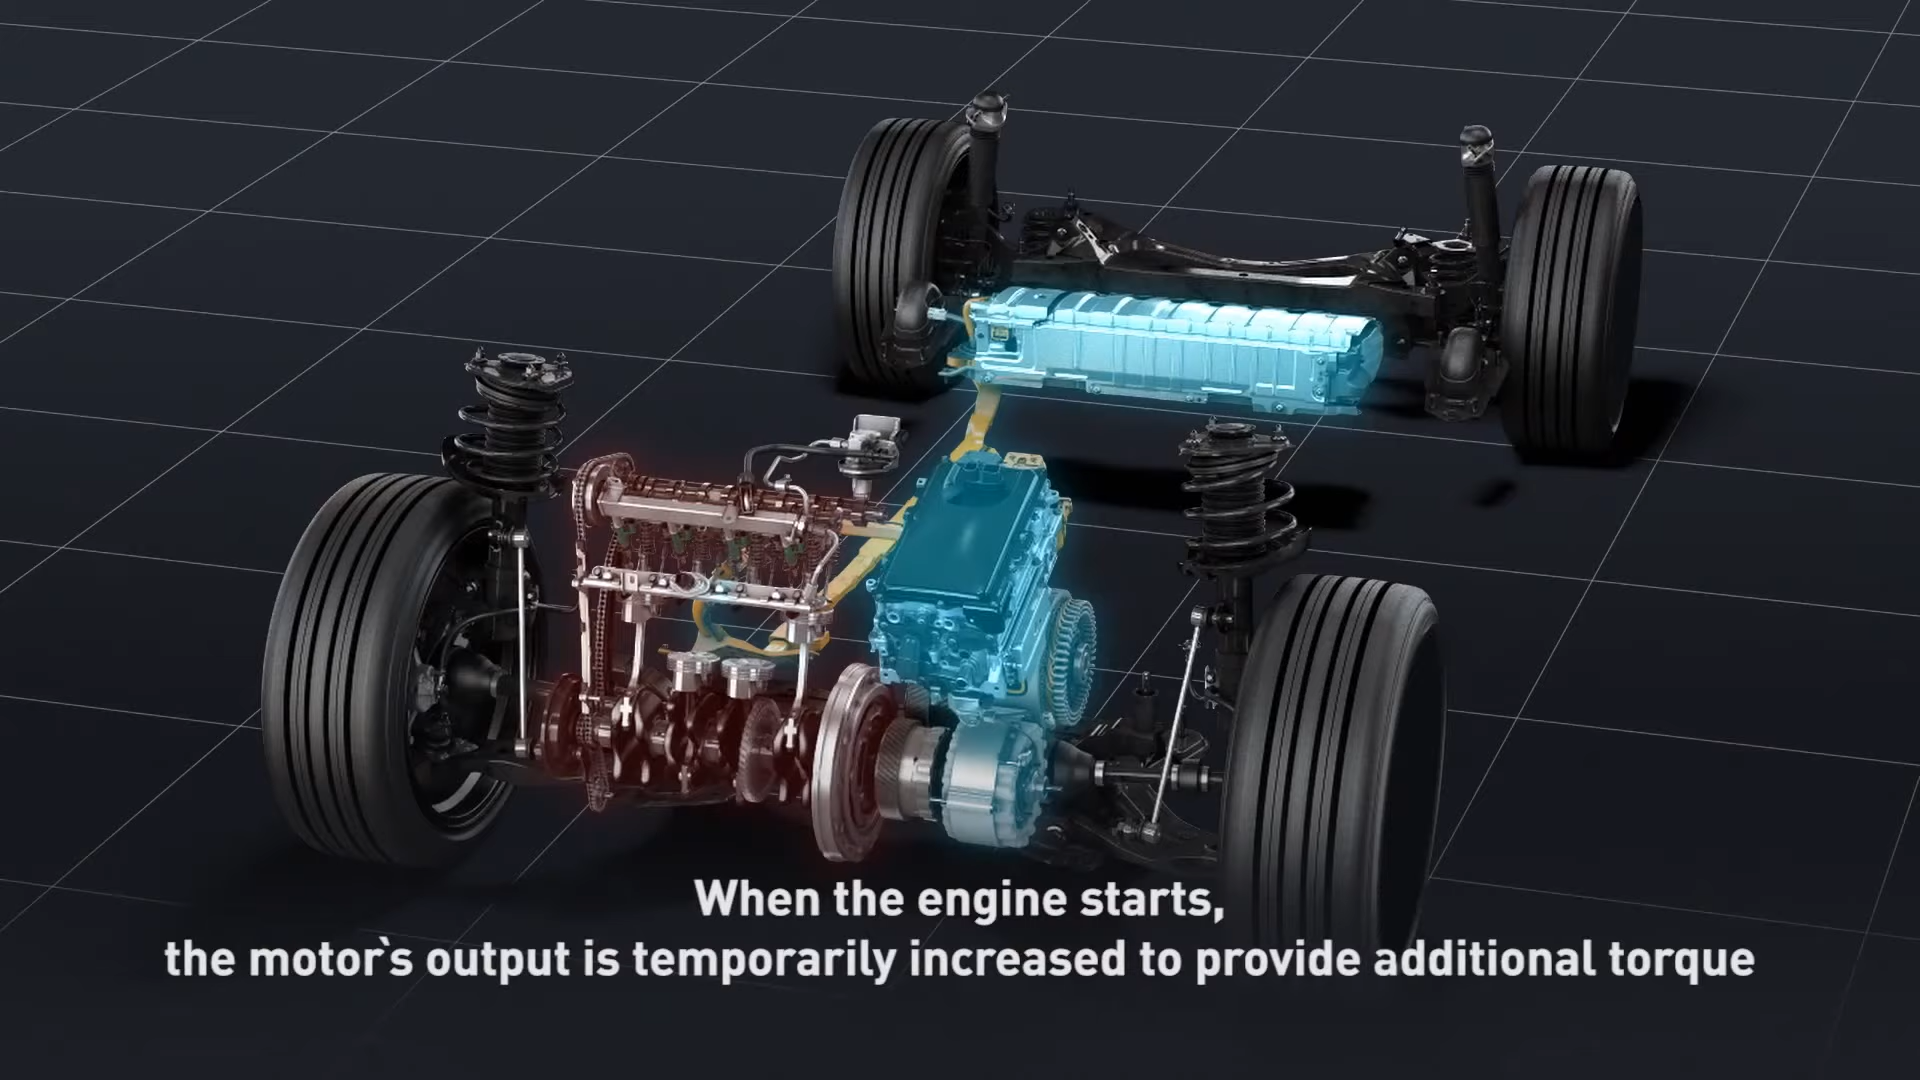 When the engine starts,
the motor`s output is temporarily increased to provide additional torque